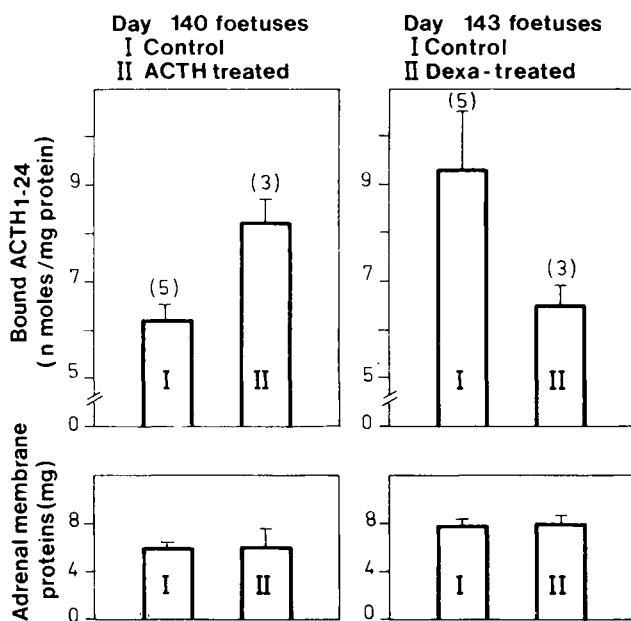 Day 140 foetuses
I Control
II ACTH treated
Day 143 foetuses
I Control
II Dexa-treated
Bound ACTH1-24
(n moles/mg protein)
9
7
5
0
(5)
(3)
I
II
9
7
5
0
(5)
(3)
I
II
Adrenal membrane
proteins(mg)
8
4
0
I
II
8
4
0
I
II